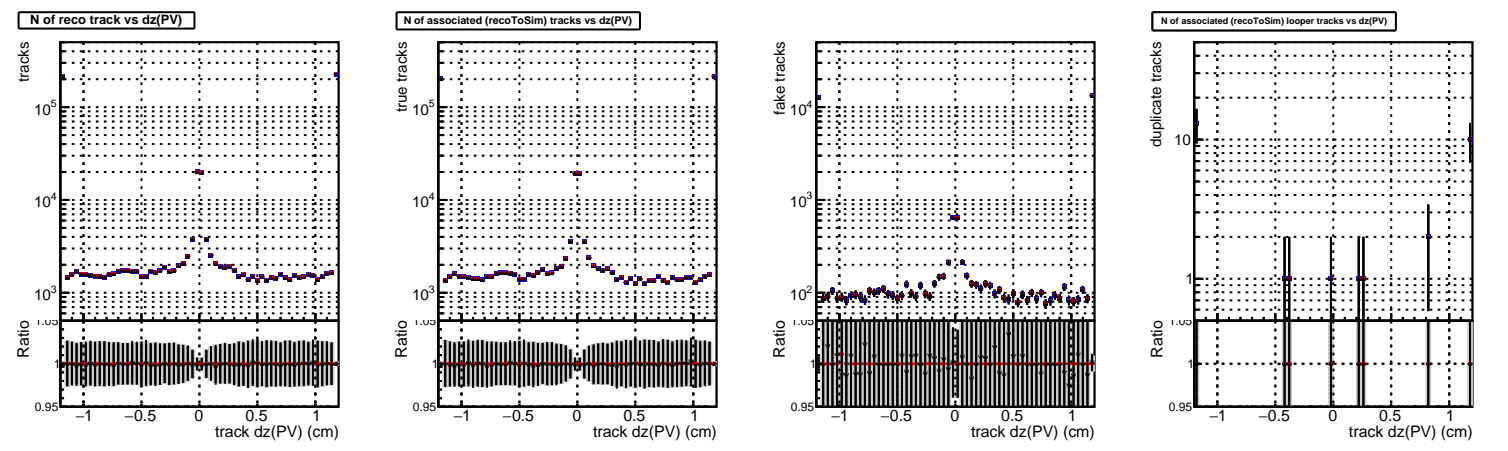 N of reco track vs dz(PV)
tracks
10^5
10^4
10^3
1.05
Ratio
1
0.95
−1 −0.5 0 0.5 1
track dz(PV) (cm)
N of associated (recoToSim) tracks vs dz(PV)
true tracks
10^5
10^4
10^3
1.05
Ratio
1
0.95
−1 −0.5 0 0.5 1
track dz(PV) (cm)
fake tracks
10^4
10^3
10^2
1.05
Ratio
1
0.95
−1 −0.5 0 0.5 1
track dz(PV) (cm)
N of associated (recoToSim) looper tracks vs dz(PV)
duplicate tracks
10
1
1.05
Ratio
1
0.95
−1 −0.5 0 0.5 1
track dz(PV) (cm)